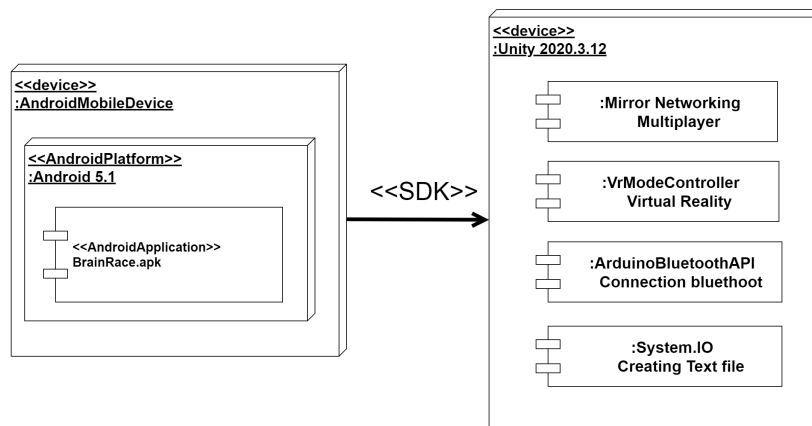 <<device>>
:AndroidMobileDevice
<<AndroidPlatform>>
:Android 5.1
<<AndroidApplication>>
BrainRace.apk
<<SDK>>
<<device>>
:Unity 2020.3.12
:Mirror Networking
Multiplayer
:VrModeController
Virtual Reality
:ArduinoBluetoothAPI
Connection bluethoot
:System.IO
Creating Text file